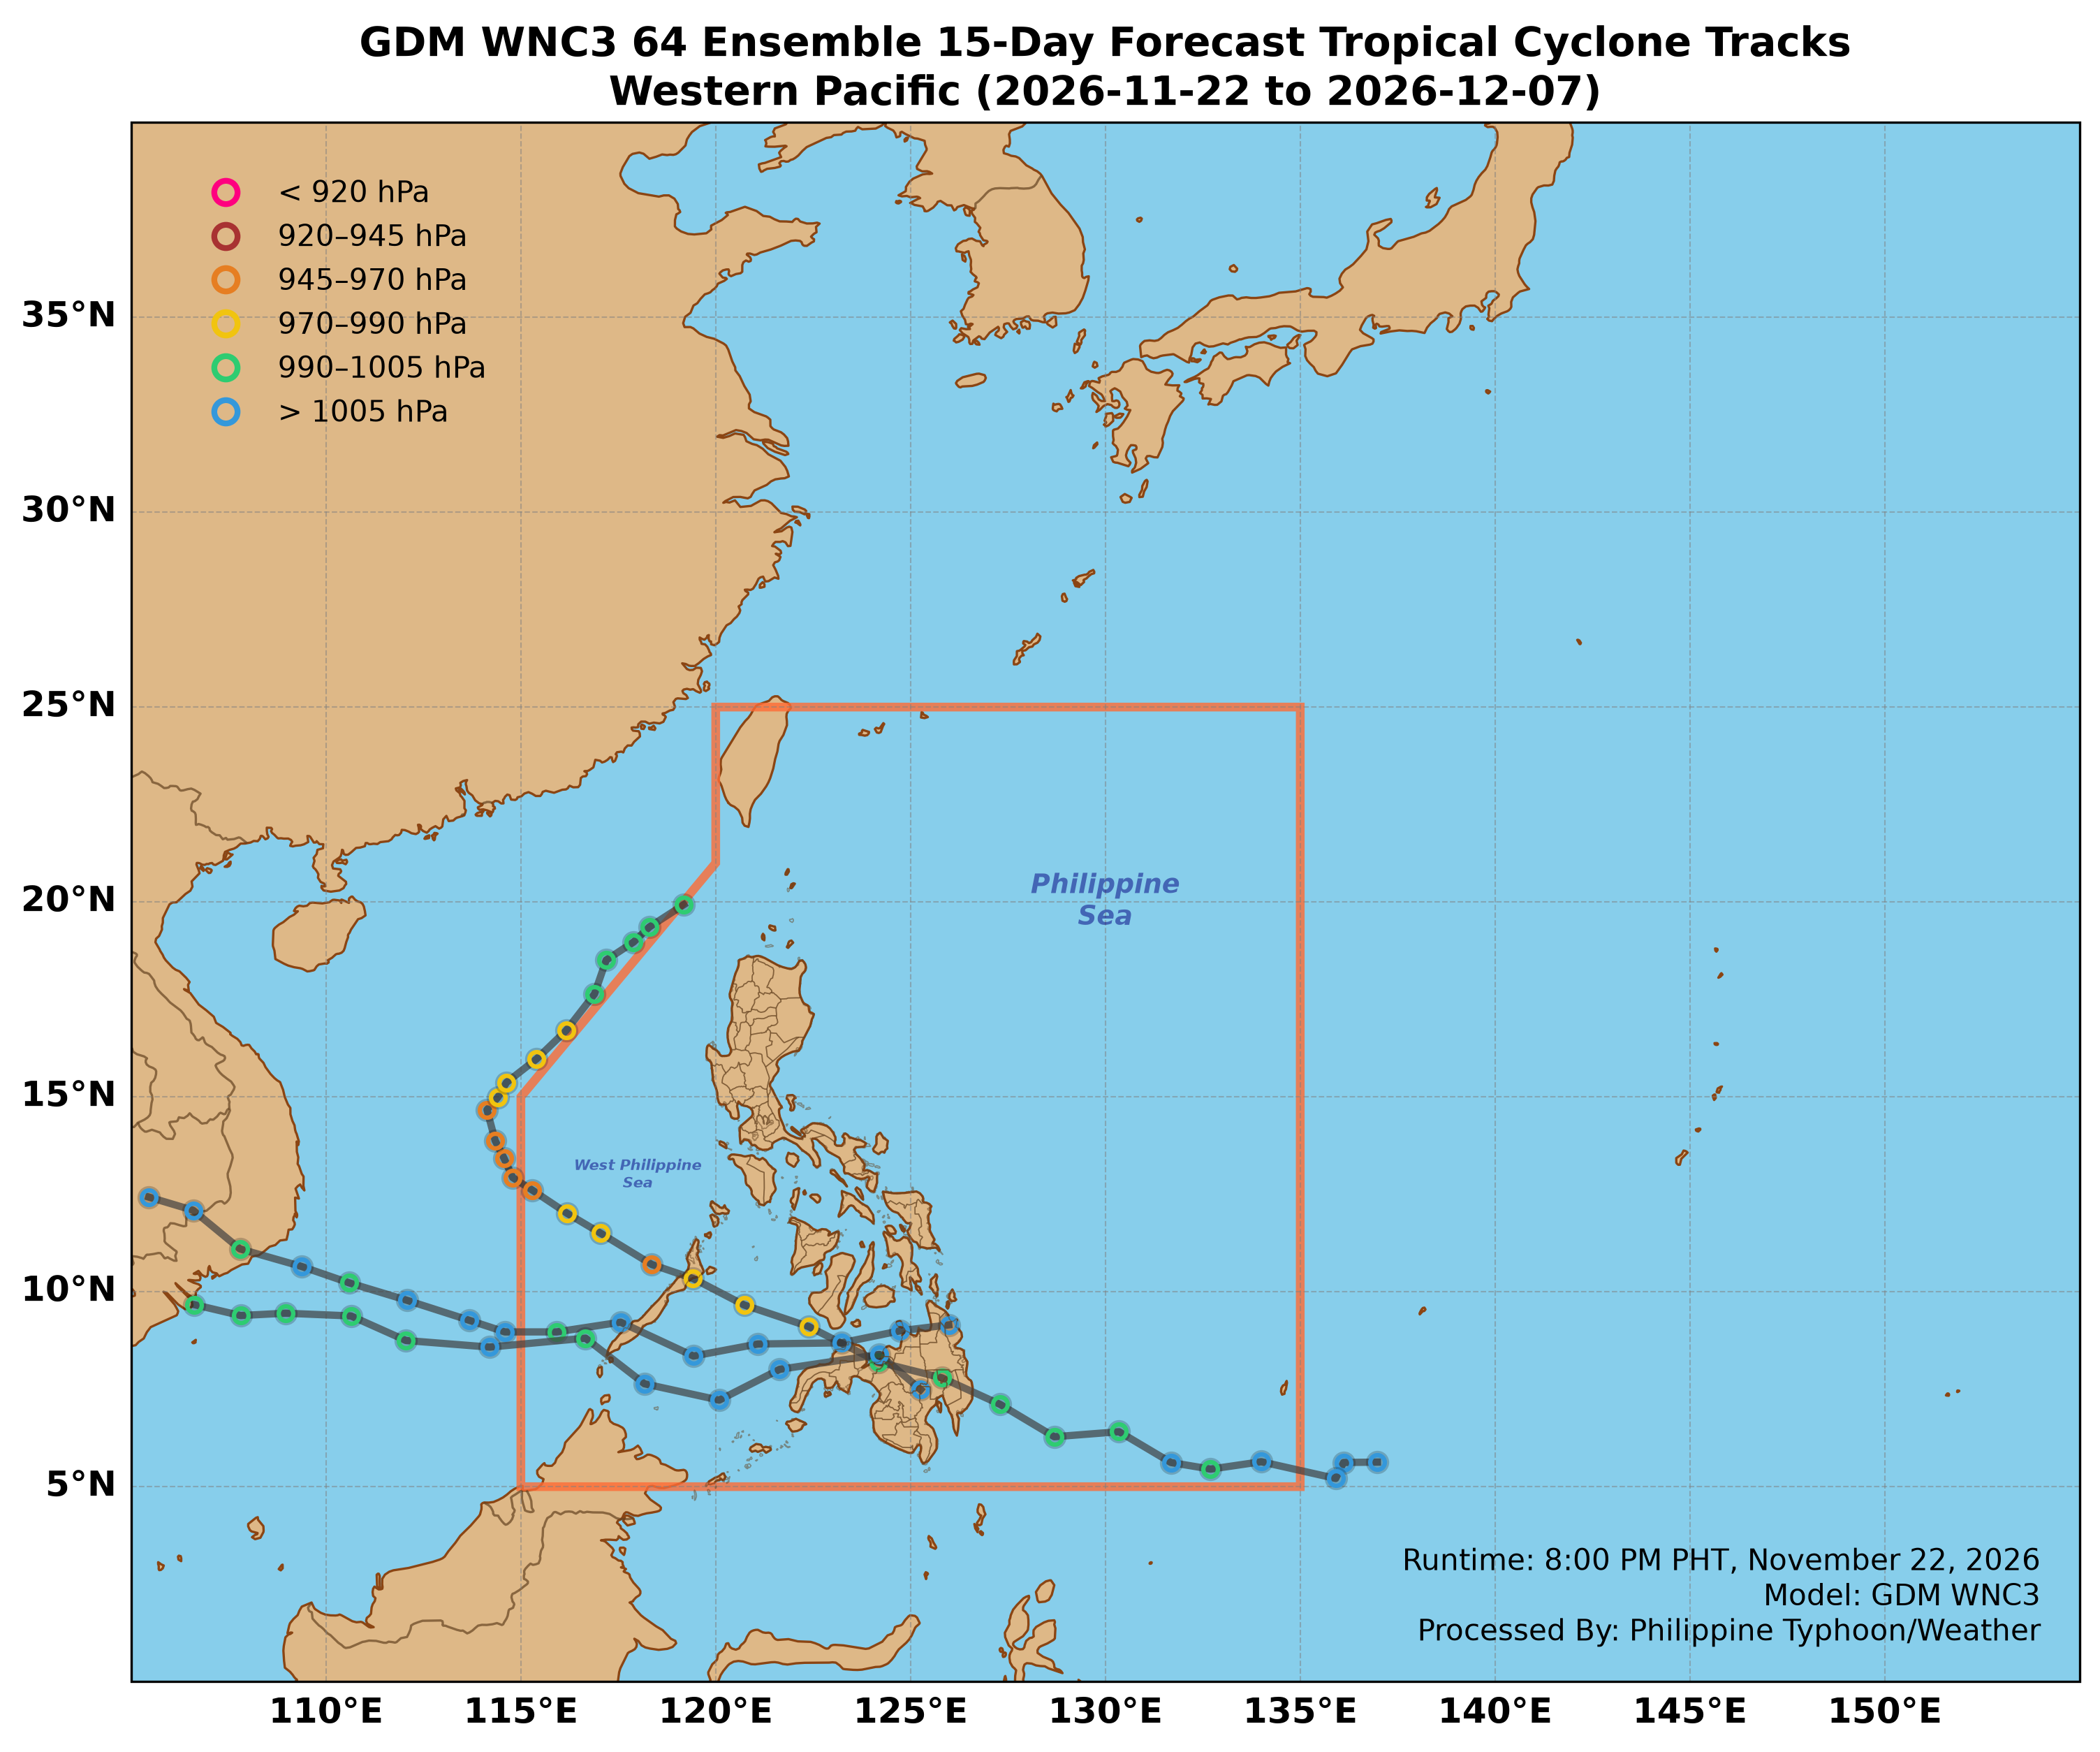 GDM WNC3 64 Ensemble 15-Day Forecast Tropical Cyclone Tracks
Western Pacific (2026-11-22 to 2026-12-07)
< 920 hPa
920–945 hPa
945–970 hPa
970–990 hPa
990–1005 hPa
> 1005 hPa
35°N
30°N
25°N
20°N
15°N
10°N
5°N
Philippine
Sea
West Philippine
Sea
Runtime: 8:00 PM PHT, November 22, 2026
Model: GDM WNC3
Processed By: Philippine Typhoon/Weather
110°E
115°E
120°E
125°E
130°E
135°E
140°E
145°E
150°E